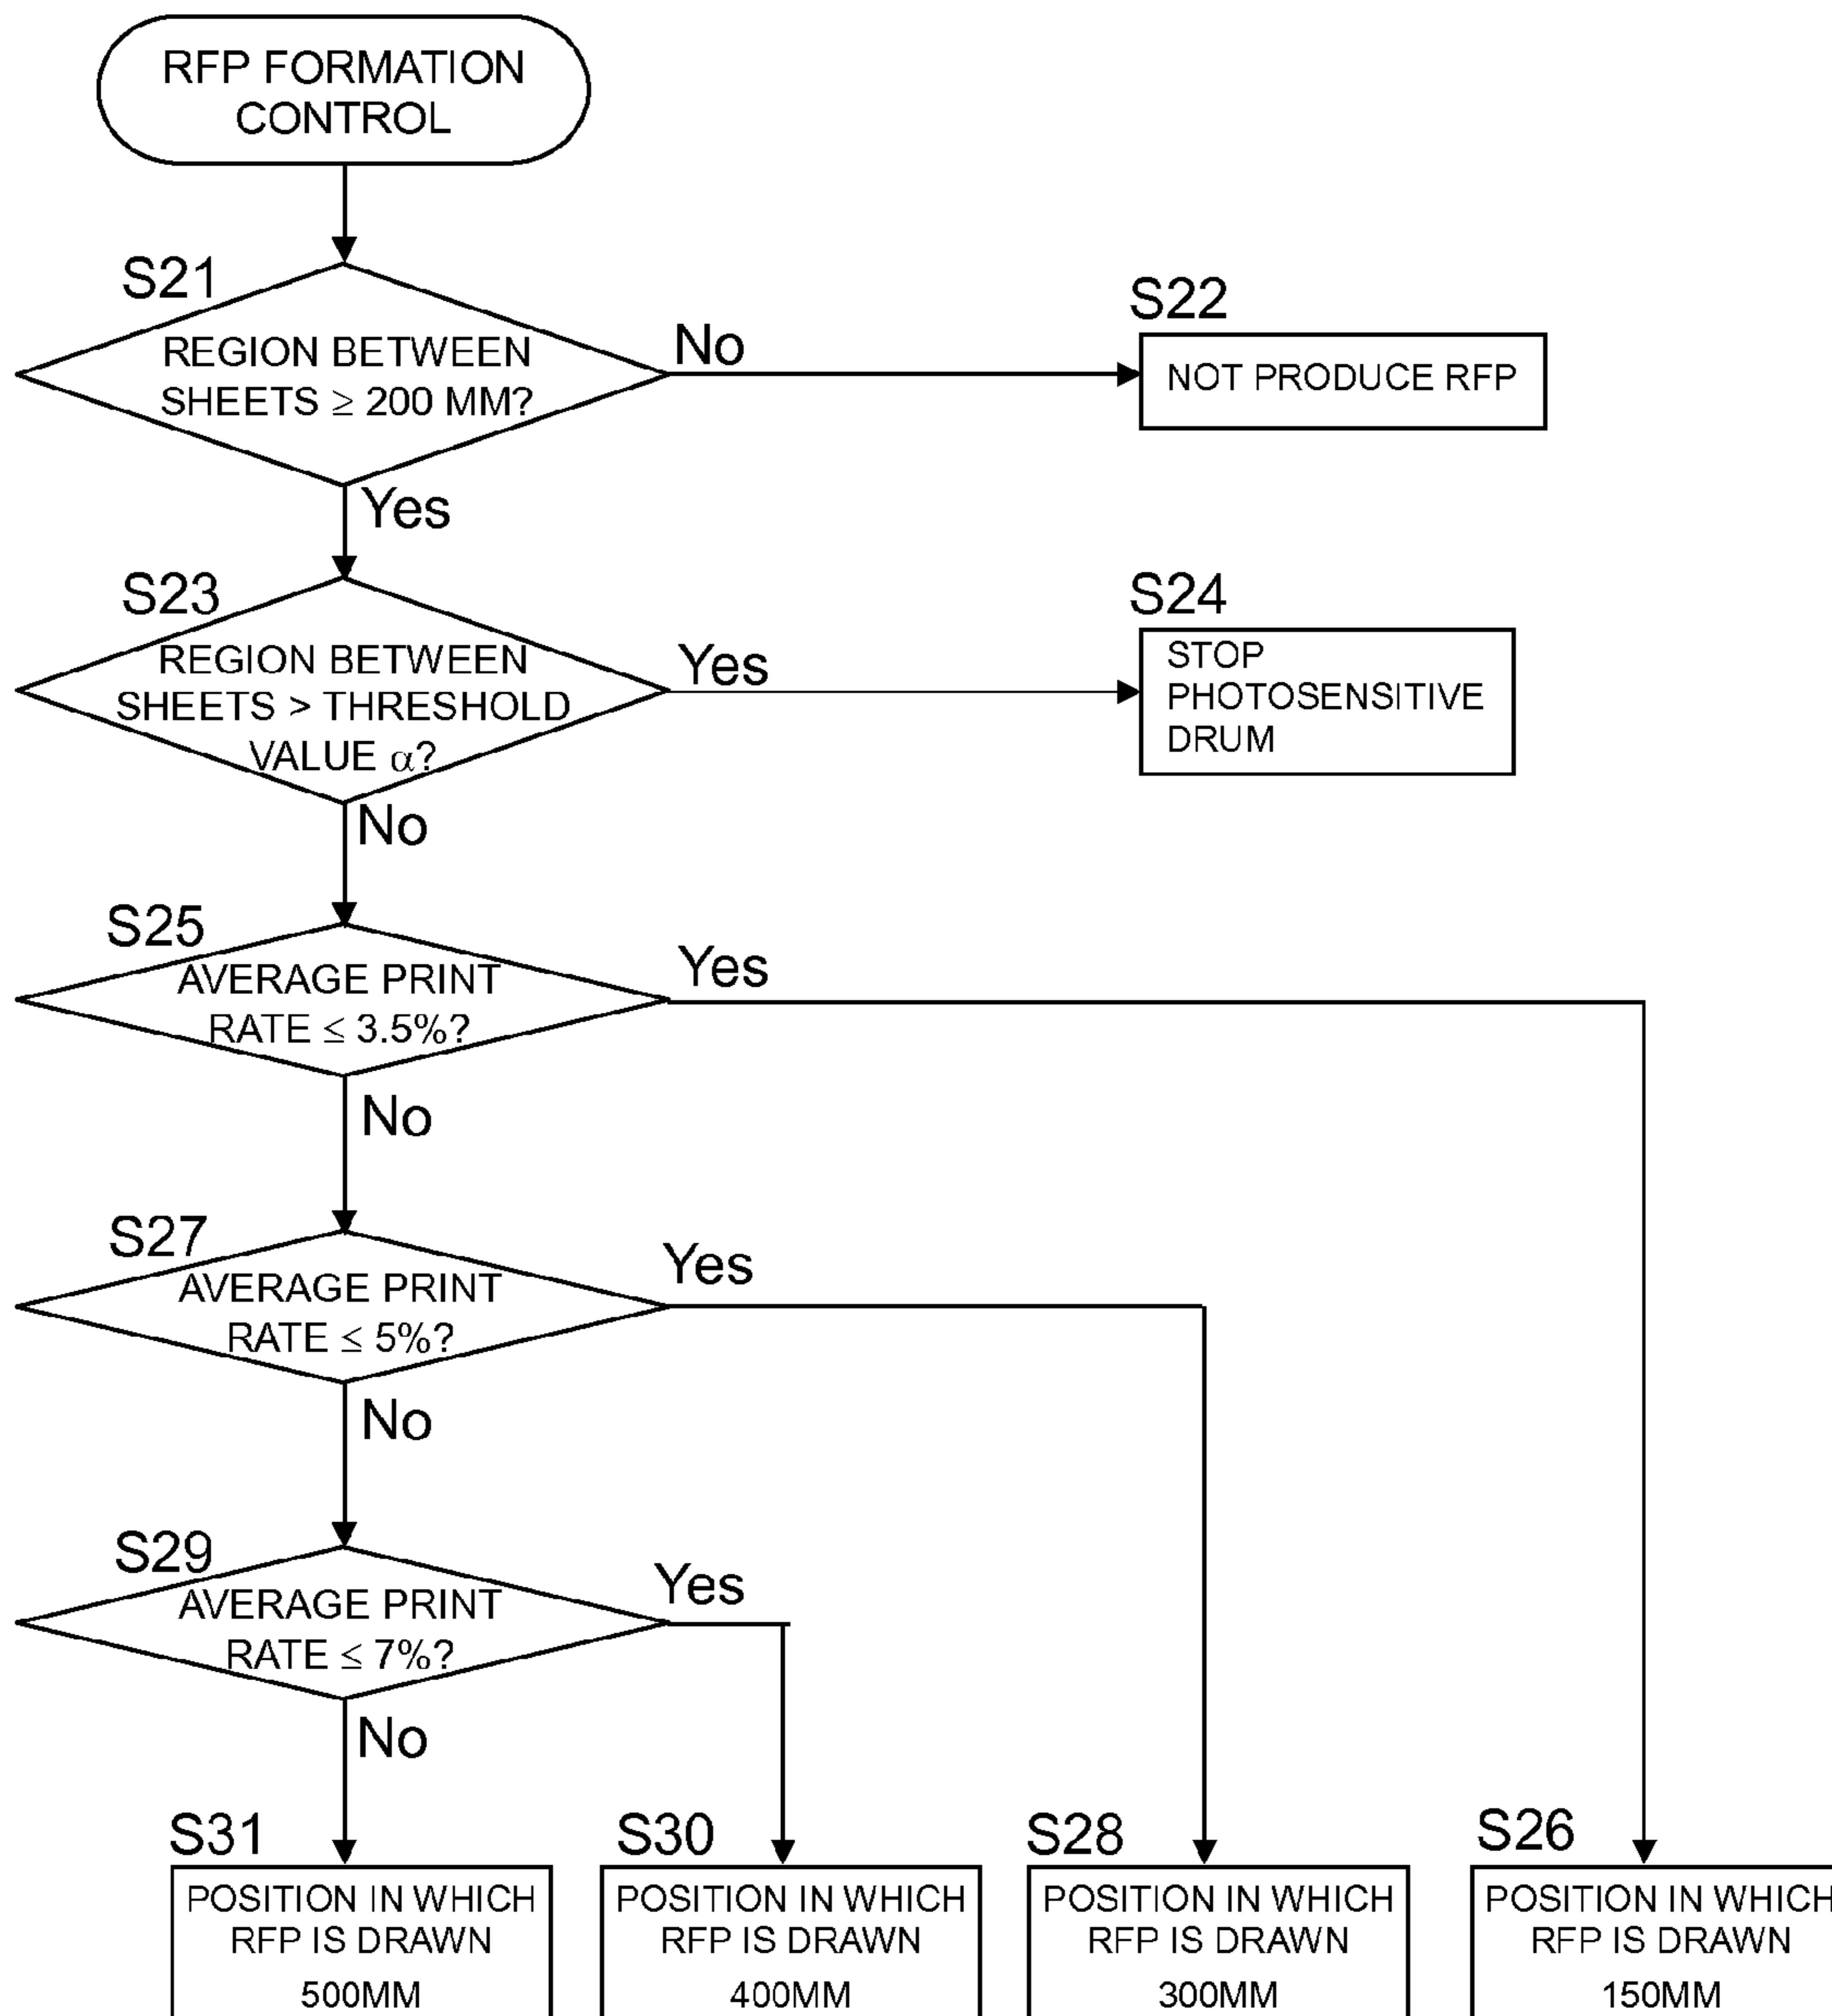 RFP FORMATION
CONTROL
S21
REGION BETWEEN
SHEETS ≥ 200 MM?
No
S22
NOT PRODUCE RFP
Yes
S23
REGION BETWEEN
SHEETS > THRESHOLD
VALUE α?
Yes
S24
STOP
PHOTOSENSITIVE
DRUM
No
S25
AVERAGE PRINT
RATE ≤ 3.5%?
Yes
No
S27
AVERAGE PRINT
RATE ≤ 5%?
Yes
No
S29
AVERAGE PRINT
RATE ≤ 7%?
Yes
No
S31
POSITION IN WHICH
RFP IS DRAWN
500MM
S30
POSITION IN WHICH
RFP IS DRAWN
400MM
S28
POSITION IN WHICH
RFP IS DRAWN
300MM
S26
POSITION IN WHICH
RFP IS DRAWN
150MM